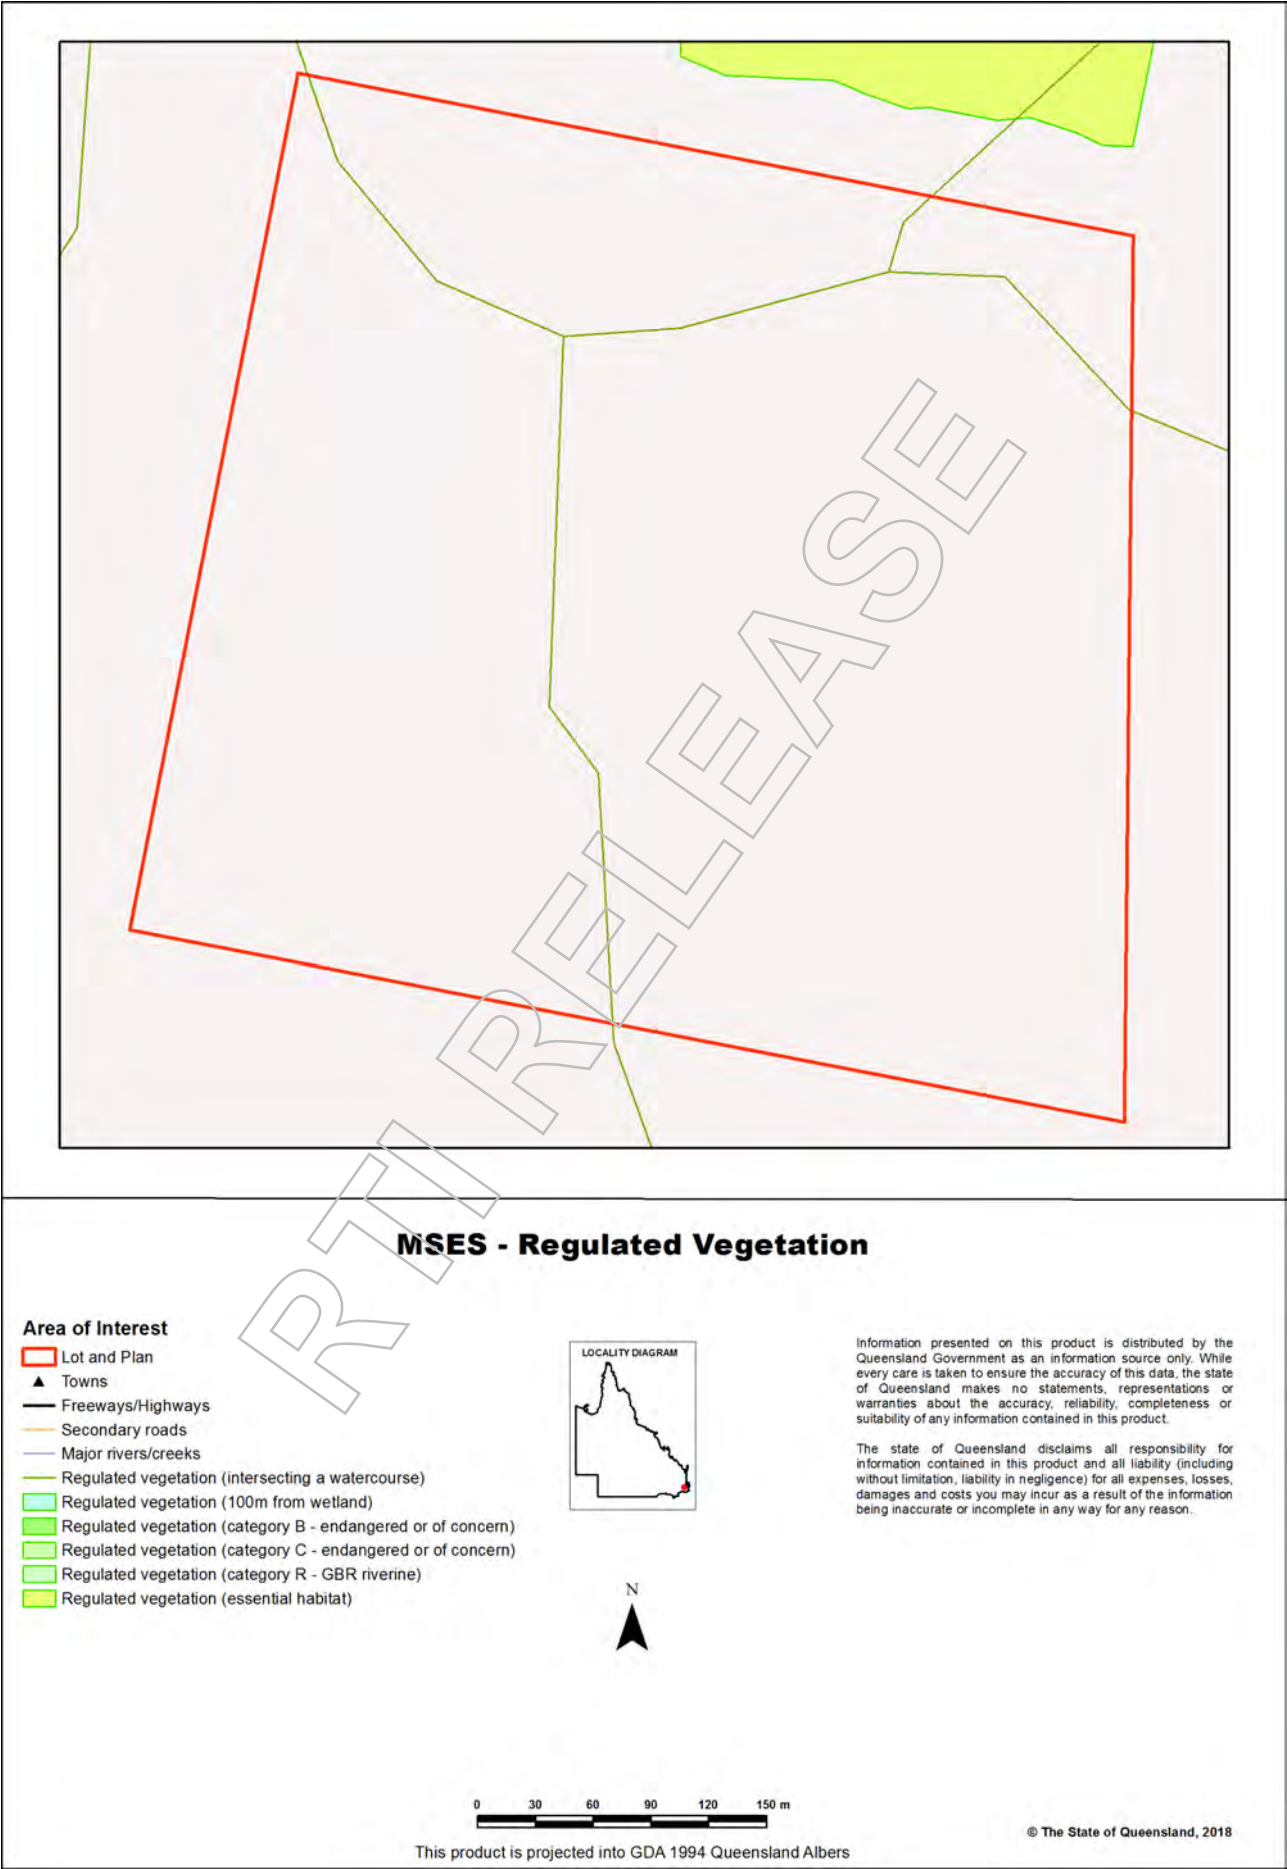 RTI RELEASE
MSES - Regulated Vegetation
Area of Interest
Lot and Plan
Towns
Freeways/Highways
Secondary roads
Major rivers/creeks
Regulated vegetation (intersecting a watercourse)
Regulated vegetation (100m from wetland)
Regulated vegetation (category B - endangered or of concern)
Regulated vegetation (category C - endangered or of concern)
Regulated vegetation (category R - GBR riverine)
Regulated vegetation (essential habitat)
LOCALITY DIAGRAM
N
Information presented on this product is distributed by the
Queensland Government as an information source only. While
every care is taken to ensure the accuracy of this data, the state
of Queensland makes no statements, representations or
warranties about the accuracy, reliability, completeness or
suitability of any information contained in this product.
The state of Queensland disclaims all responsibility for
information contained in this product and all liability (including
without limitation, liability in negligence) for all expenses, losses,
damages and costs you may incur as a result of the information
being inaccurate or incomplete in any way for any reason.
0 30 60 90 120 150 m
This product is projected into GDA 1994 Queensland Albers
© The State of Queensland, 2018